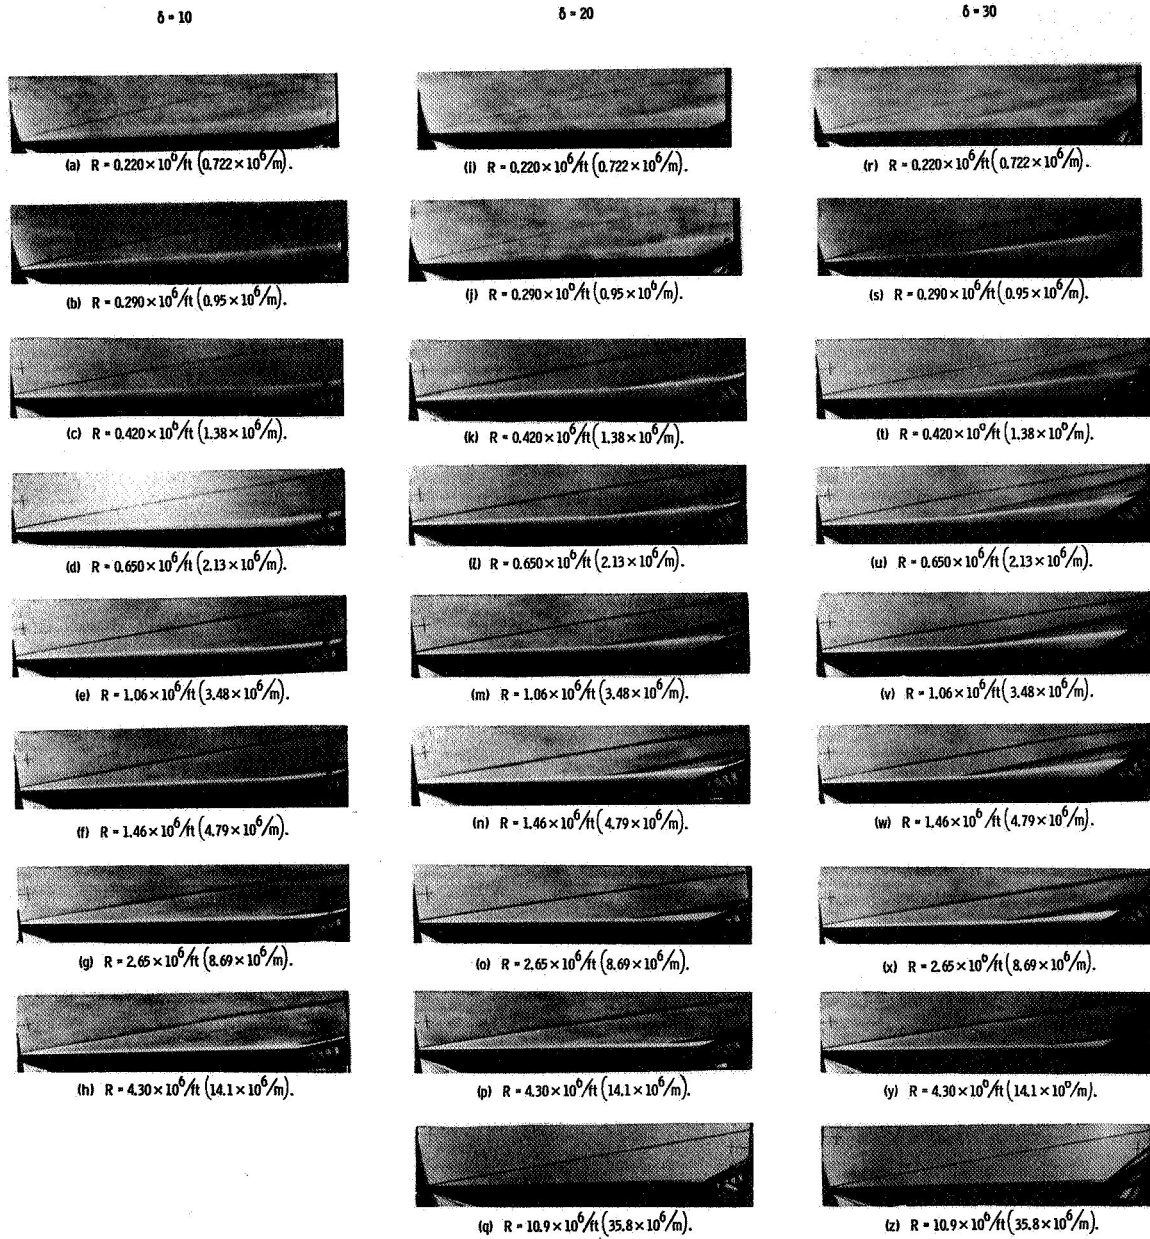 δ = 10
δ = 20
δ = 30
(a) R = 0.220 × 10⁶/ft (0.722 × 10⁶/m).
(i) R = 0.220 × 10⁶/ft (0.722 × 10⁶/m).
(r) R = 0.220 × 10⁶/ft (0.722 × 10⁶/m).
(b) R = 0.290 × 10⁶/ft (0.95 × 10⁶/m).
(j) R = 0.290 × 10⁶/ft (0.95 × 10⁶/m).
(s) R = 0.290 × 10⁶/ft (0.95 × 10⁶/m).
(c) R = 0.420 × 10⁶/ft (1.38 × 10⁶/m).
(k) R = 0.420 × 10⁶/ft (1.38 × 10⁶/m).
(t) R = 0.420 × 10⁶/ft (1.38 × 10⁶/m).
(d) R = 0.650 × 10⁶/ft (2.13 × 10⁶/m).
(l) R = 0.650 × 10⁶/ft (2.13 × 10⁶/m).
(u) R = 0.650 × 10⁶/ft (2.13 × 10⁶/m).
(e) R = 1.06 × 10⁶/ft (3.48 × 10⁶/m).
(m) R = 1.06 × 10⁶/ft (3.48 × 10⁶/m).
(v) R = 1.06 × 10⁶/ft (3.48 × 10⁶/m).
(f) R = 1.46 × 10⁶/ft (4.79 × 10⁶/m).
(n) R = 1.46 × 10⁶/ft (4.79 × 10⁶/m).
(w) R = 1.46 × 10⁶/ft (4.79 × 10⁶/m).
(g) R = 2.65 × 10⁶/ft (8.69 × 10⁶/m).
(o) R = 2.65 × 10⁶/ft (8.69 × 10⁶/m).
(x) R = 2.65 × 10⁶/ft (8.69 × 10⁶/m).
(h) R = 4.30 × 10⁶/ft (14.1 × 10⁶/m).
(p) R = 4.30 × 10⁶/ft (14.1 × 10⁶/m).
(y) R = 4.30 × 10⁶/ft (14.1 × 10⁶/m).
(q) R = 10.9 × 10⁶/ft (35.8 × 10⁶/m).
(z) R = 10.9 × 10⁶/ft (35.8 × 10⁶/m).